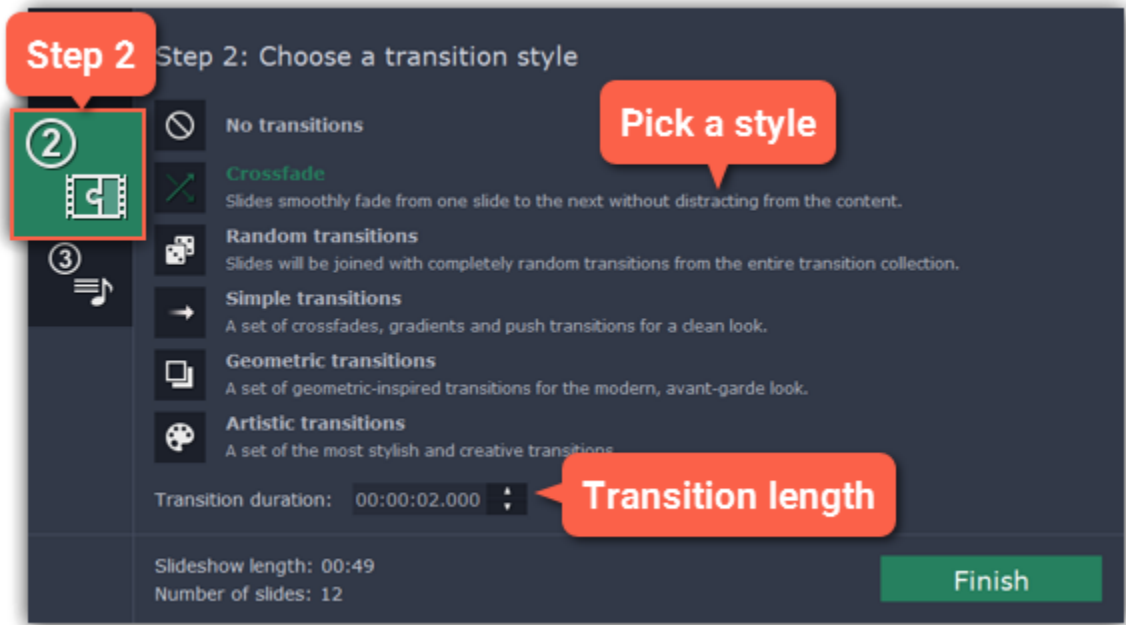 Step 2
Step 2: Choose a transition style
2
3
No transitions
Pick a style
Crossfade
Slides smoothly fade from one slide to the next without distracting from the content.
Random transitions
Slides will be joined with completely random transitions from the entire transition collection.
Simple transitions
A set of crossfades, gradients and push transitions for a clean look.
Geometric transitions
A set of geometric-inspired transitions for the modern, avant-garde look.
Artistic transitions
A set of the most stylish and creative transitions
Transition duration: 00:00:02.000
Transition length
Slideshow length: 00:49
Number of slides: 12
Finish